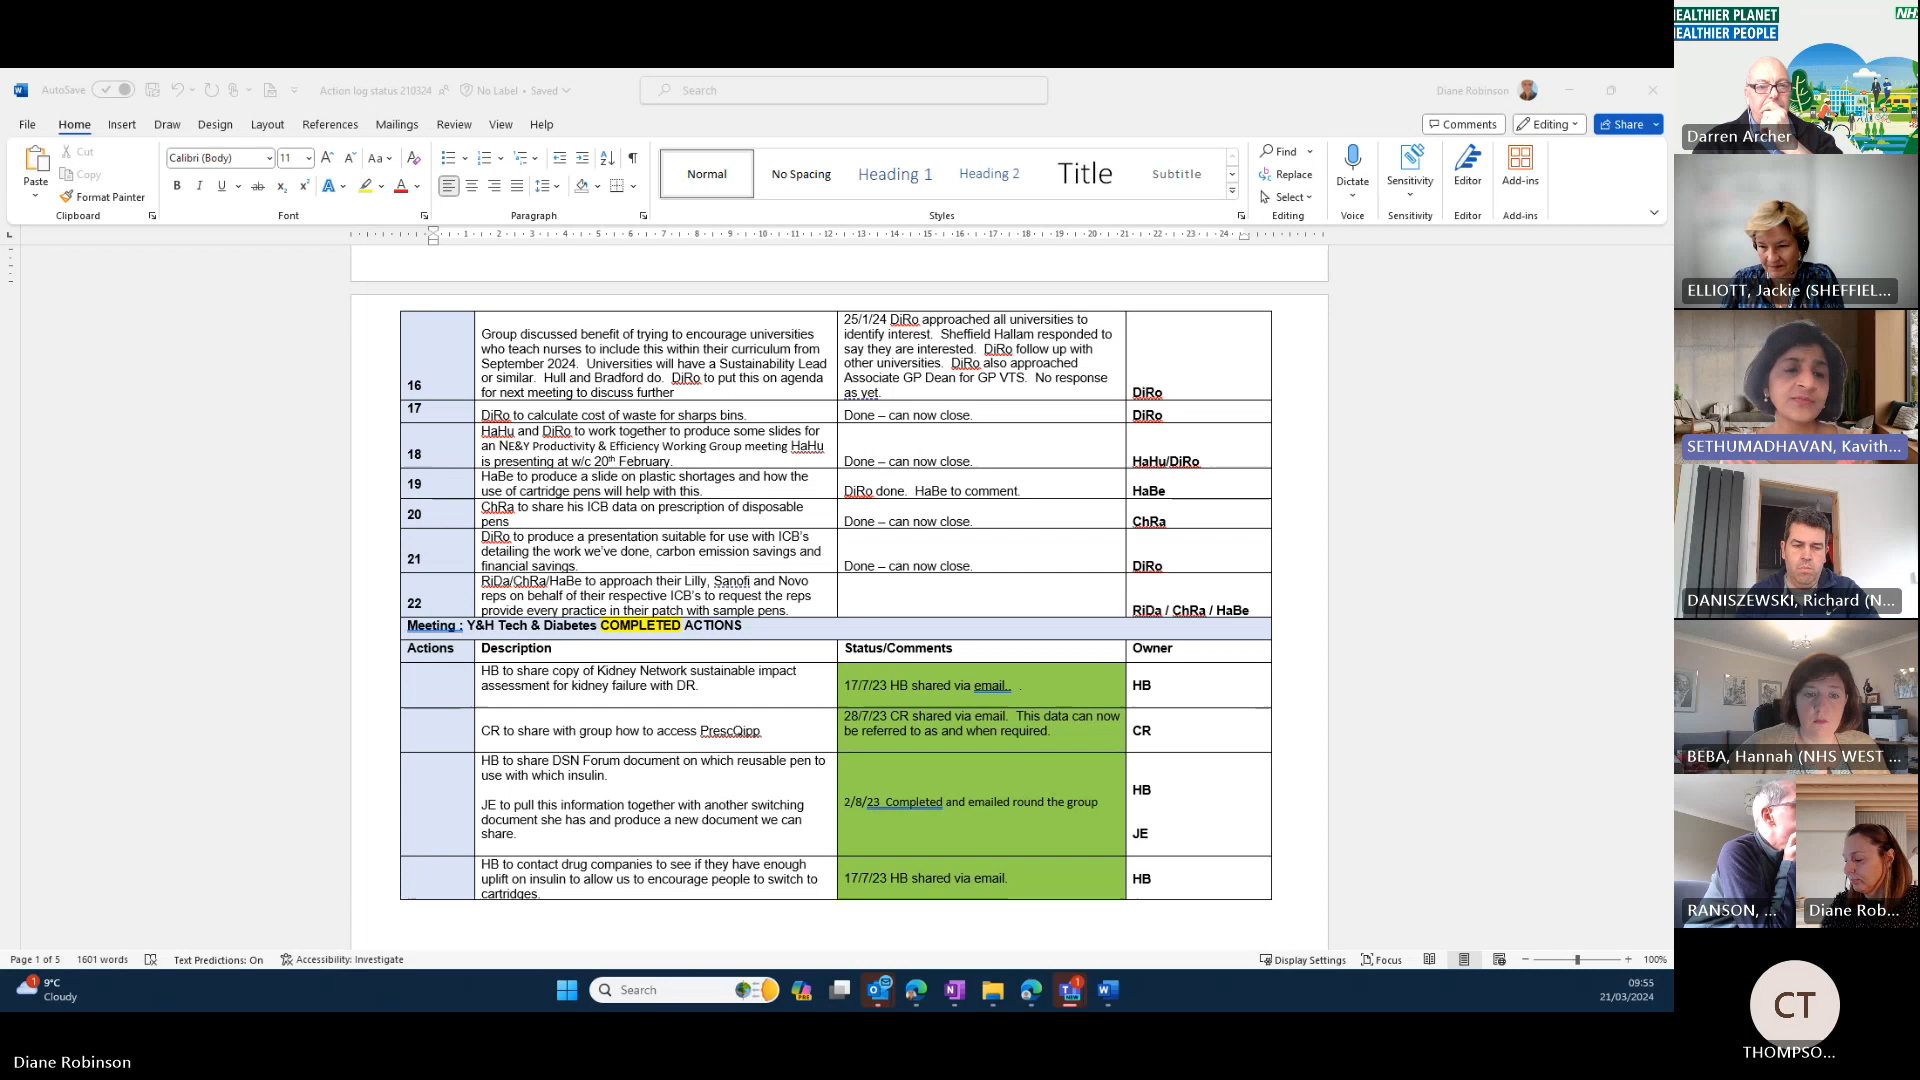 AutoSave
Action log status 210324
No Label • Saved
Search
Diane Robinson
File Home Insert Draw Design Layout References Mailings Review View Help
Comments Editing Share
Paste
Cut
Copy
Format Painter
Clipboard
Calibri (Body) 11
Font
Paragraph
Normal No Spacing Heading 1 Heading 2 Title Subtitle
Styles
Find
Replace
Select
Editing
Dictate
Voice
Sensitivity
Sensitivity
Editor
Editor
Add-ins
Add-ins
1 2 3 4 5 6 7 8 9 10 11 12 13 14 15 16 17 18 19 20 21 22 23 24
16
Group discussed benefit of trying to encourage universities
who teach nurses to include this within their curriculum from
September 2024. Universities will have a Sustainability Lead
or similar. Hull and Bradford do. DiRo to put this on agenda
for next meeting to discuss further
25/1/24 DiRo approached all universities to
identify interest. Sheffield Hallam responded to
say they are interested. DiRo follow up with
other universities. DiRo also approached
Associate GP Dean for GP VTS. No response
as yet.
DiRo
17
DiRo to calculate cost of waste for sharps bins.
Done – can now close.
DiRo
18
HaHu and DiRo to work together to produce some slides for
an NE&Y Productivity & Efficiency Working Group meeting HaHu
is presenting at w/c 20th February.
Done – can now close.
HaHu/DiRo
19
HaBe to produce a slide on plastic shortages and how the
use of cartridge pens will help with this.
DiRo done. HaBe to comment.
HaBe
20
ChRa to share his ICB data on prescription of disposable
pens
Done – can now close.
ChRa
21
DiRo to produce a presentation suitable for use with ICB's
detailing the work we've done, carbon emission savings and
financial savings.
Done – can now close.
DiRo
22
RiDa/ChRa/HaBe to approach their Lilly, Sanofi and Novo
reps on behalf of their respective ICB's to request the reps
provide every practice in their patch with sample pens.
RiDa / ChRa / HaBe
Meeting : Y&H Tech & Diabetes COMPLETED ACTIONS
Actions Description Status/Comments Owner
HB to share copy of Kidney Network sustainable impact
assessment for kidney failure with DR.
17/7/23 HB shared via email.. .
HB
CR to share with group how to access PrescQipp
28/7/23 CR shared via email. This data can now
be referred to as and when required.
CR
HB to share DSN Forum document on which reusable pen to
use with which insulin.
JE to pull this information together with another switching
document she has and produce a new document we can
share.
2/8/23 Completed and emailed round the group
HB
JE
HB to contact drug companies to see if they have enough
uplift on insulin to allow us to encourage people to switch to
cartridges.
17/7/23 HB shared via email.
HB
Page 1 of 5 1601 words Text Predictions: On Accessibility: Investigate
Display Settings Focus 100%
9°C
Cloudy
Search
09:55
21/03/2024
Diane Robinson
EALTHIER PLANET
EALTHIER PEOPLE
NH
Darren Archer
ELLIOTT, Jackie (SHEFFIEL...
SETHUMADHAVAN, Kavith...
DANISZEWSKI, Richard (N...
BEBA, Hannah (NHS WEST ...
RANSON, ...
Diane Rob...
CT
THOMPSO...